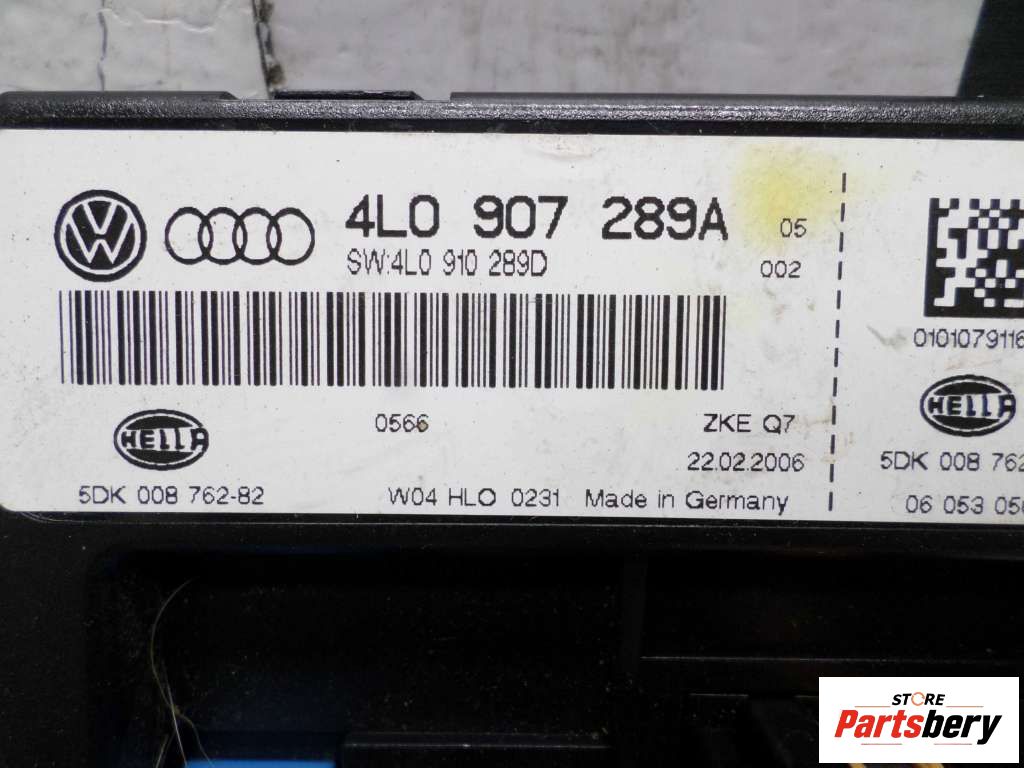 4L0 907 289A 05
SW:4L0 910 289D 002
0101079116
HELLA 0566 ZKE Q7 HELLA
22.02.2006
5DK 008 762-82 W04 HLO 0231 Made in Germany
5DK 008 762
06 053 056
STORE
Partsbery